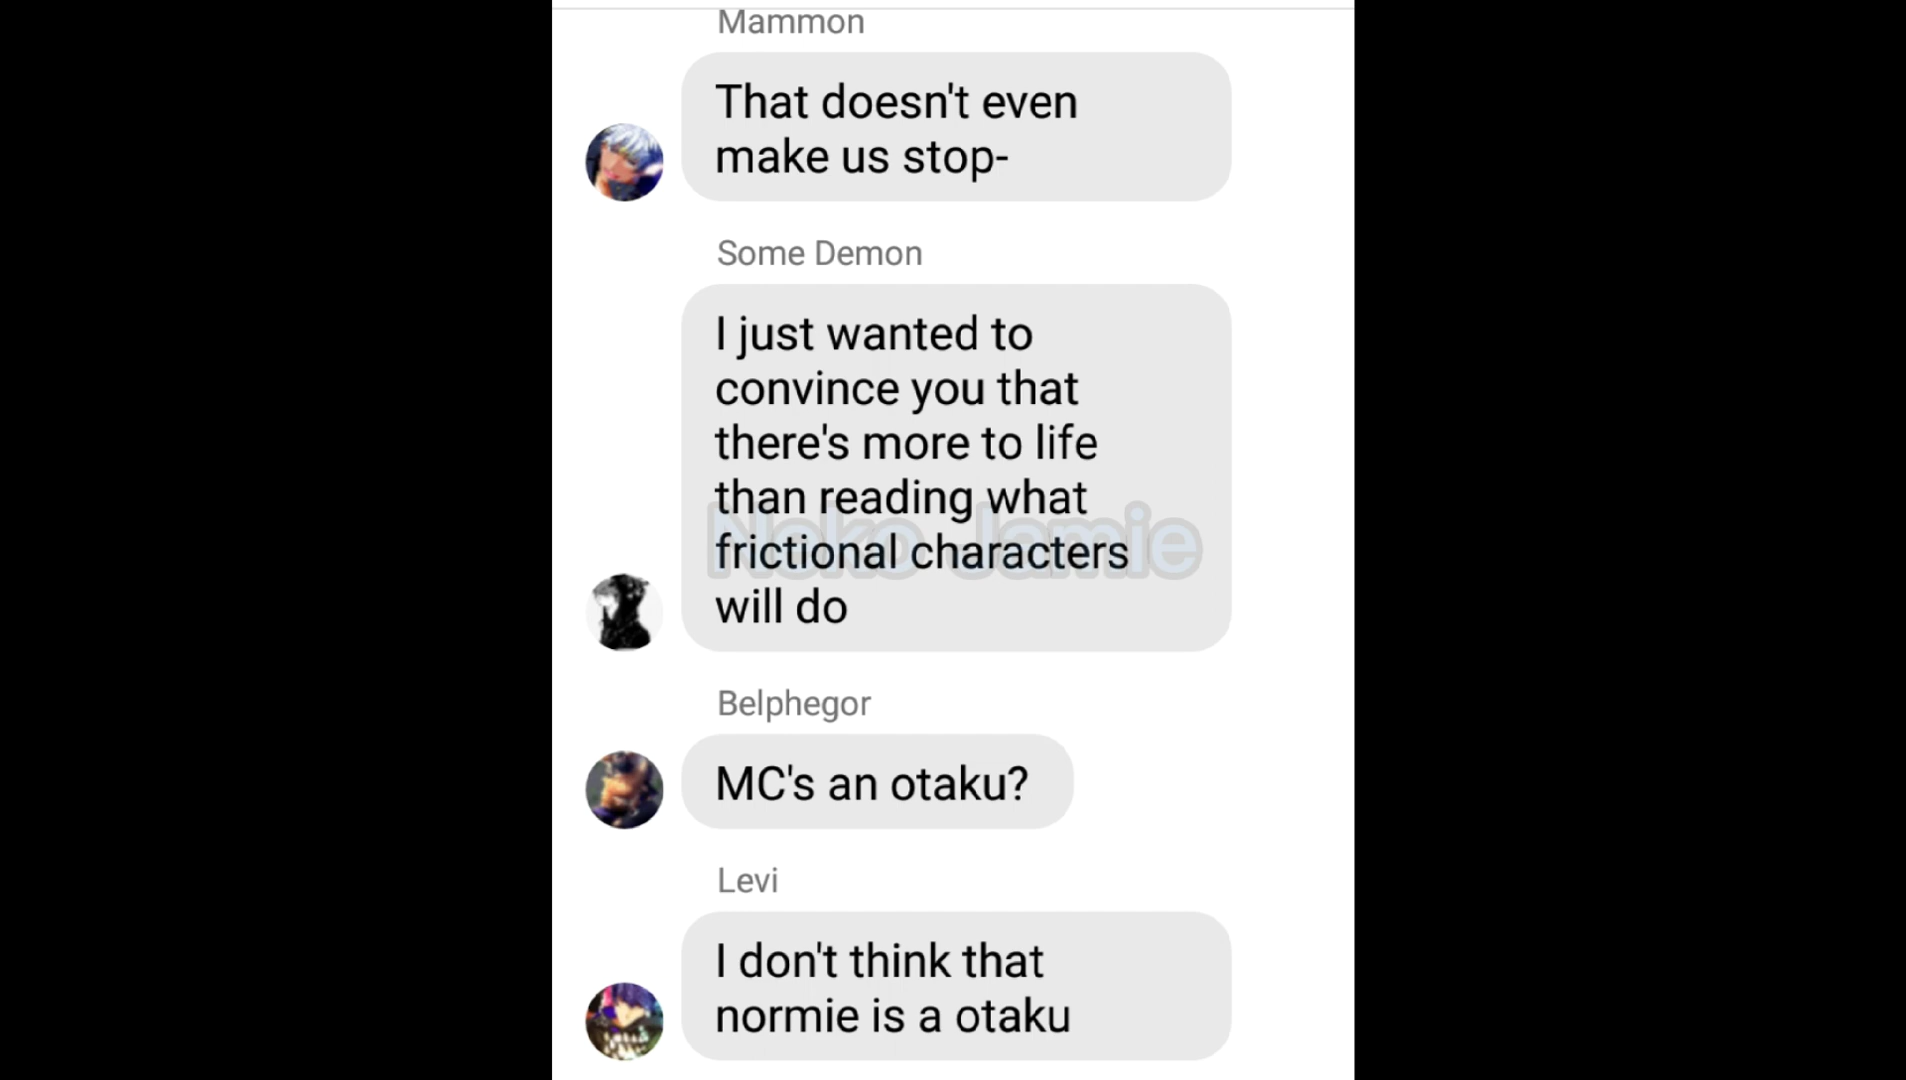 Mammon
That doesn't even
make us stop-
Some Demon
I just wanted to
convince you that
there's more to life
than reading what
Neko Jamie
frictional characters
will do
Belphegor
MC's an otaku?
Levi
I don't think that
normie is a otaku